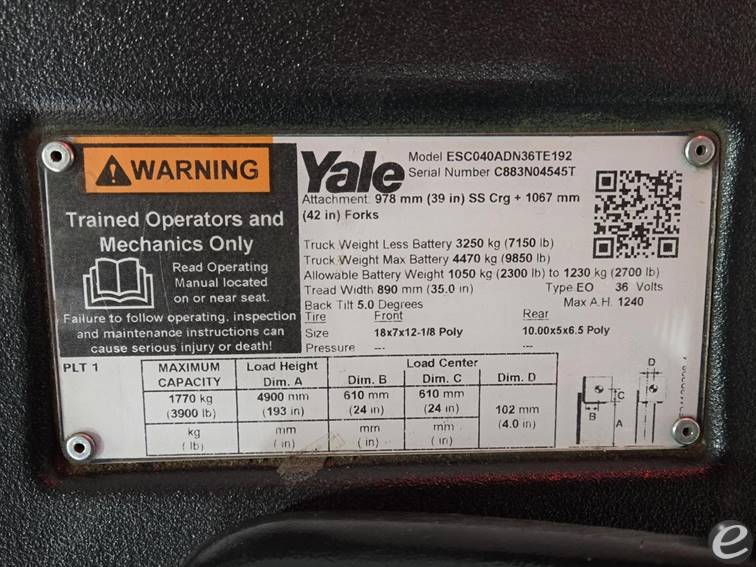 WARNING
Trained Operators and
Mechanics Only
Read Operating
Manual located
on or near seat.
Failure to follow operating, inspection
and maintenance instructions can
cause serious injury or death!
Yale
Model ESC040ADN36TE192
Serial Number C883N04545T
Attachment 978 mm (39 in) SS Crg + 1067 mm
(42 in) Forks
Truck Weight Less Battery 3250 kg (7150 lb)
Truck Weight Max Battery 4470 kg (9850 lb)
Allowable Battery Weight 1050 kg (2300 lb) to 1230 kg (2700 lb)
Tread Width 890 mm (35.0 in) Type EO 36 Volts
Back Tilt 5.0 Degrees Max A.H. 1240
Tire Front Rear
Size 18x7x12-1/8 Poly 10.00x5x6.5 Poly
Pressure --- ---
PLT 1
MAXIMUM CAPACITY Load Height Dim. A Load Center Dim. B Dim. C Dim. D
1770 kg 4900 mm 610 mm 610 mm 102 mm
(3900 lb) (193 in) (24 in) (24 in) (4.0 in)
kg mm mm mm
(lb) (in) (in) (in)
D
C
B
A
e